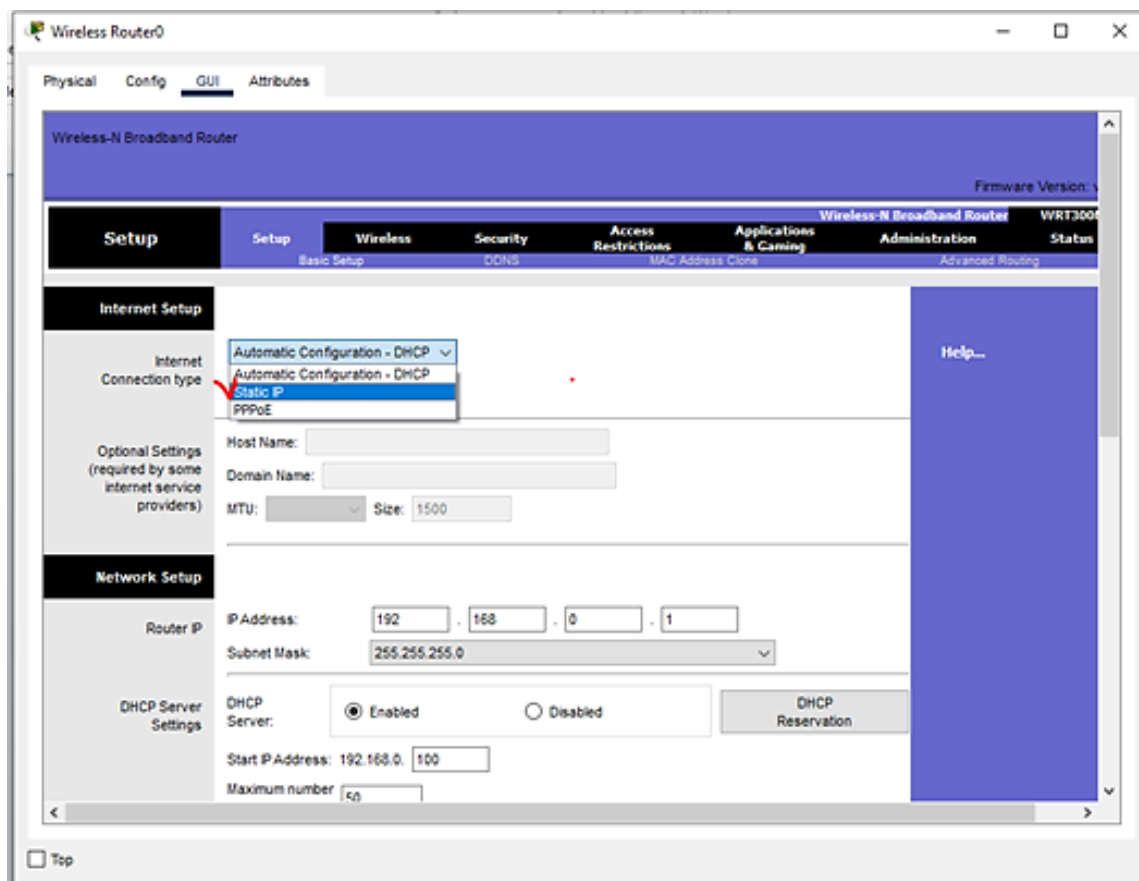 Wireless Router0
Physical Config GUI Attributes
Wireless-N Broadband Router
Firmware Version:
Wireless-N Broadband Router
Setup Setup Wireless Security Access Restrictions Applications & Gaming Administration Status
Basic Setup DDNS MAC Address Clone Advanced Routing
Internet Setup
Internet
Connection type
Automatic Configuration - DHCP
Automatic Configuration - DHCP
Static IP
PPPoE
Help...
Optional Settings
(required by some
internet service
providers)
Host Name:
Domain Name:
MTU: Size: 1500
Network Setup
Router IP
IP Address: 192 . 168 . 0 . 1
Subnet Mask: 255.255.255.0
DHCP Server
Settings
DHCP
Server:
Enabled Disabled
DHCP
Reservation
Start IP Address: 192.168.0. 100
Maximum number 50
Top